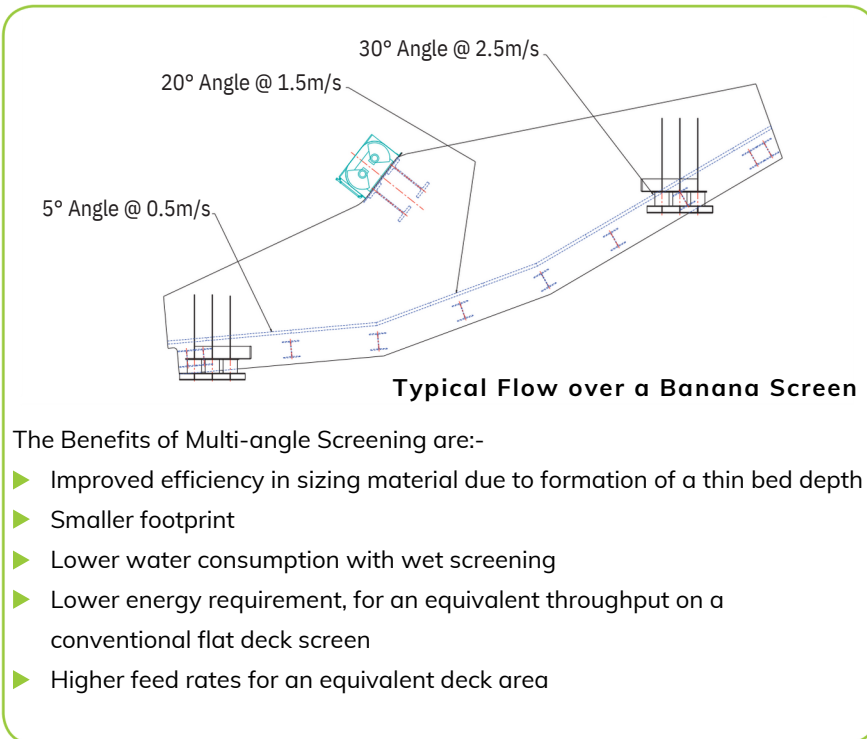 30° Angle @ 2.5m/s
20° Angle @ 1.5m/s
5° Angle @ 0.5m/s
Typical Flow over a Banana Screen
The Benefits of Multi-angle Screening are:-
Improved efficiency in sizing material due to formation of a thin bed depth
Smaller footprint
Lower water consumption with wet screening
Lower energy requirement, for an equivalent throughput on a
conventional flat deck screen
Higher feed rates for an equivalent deck area